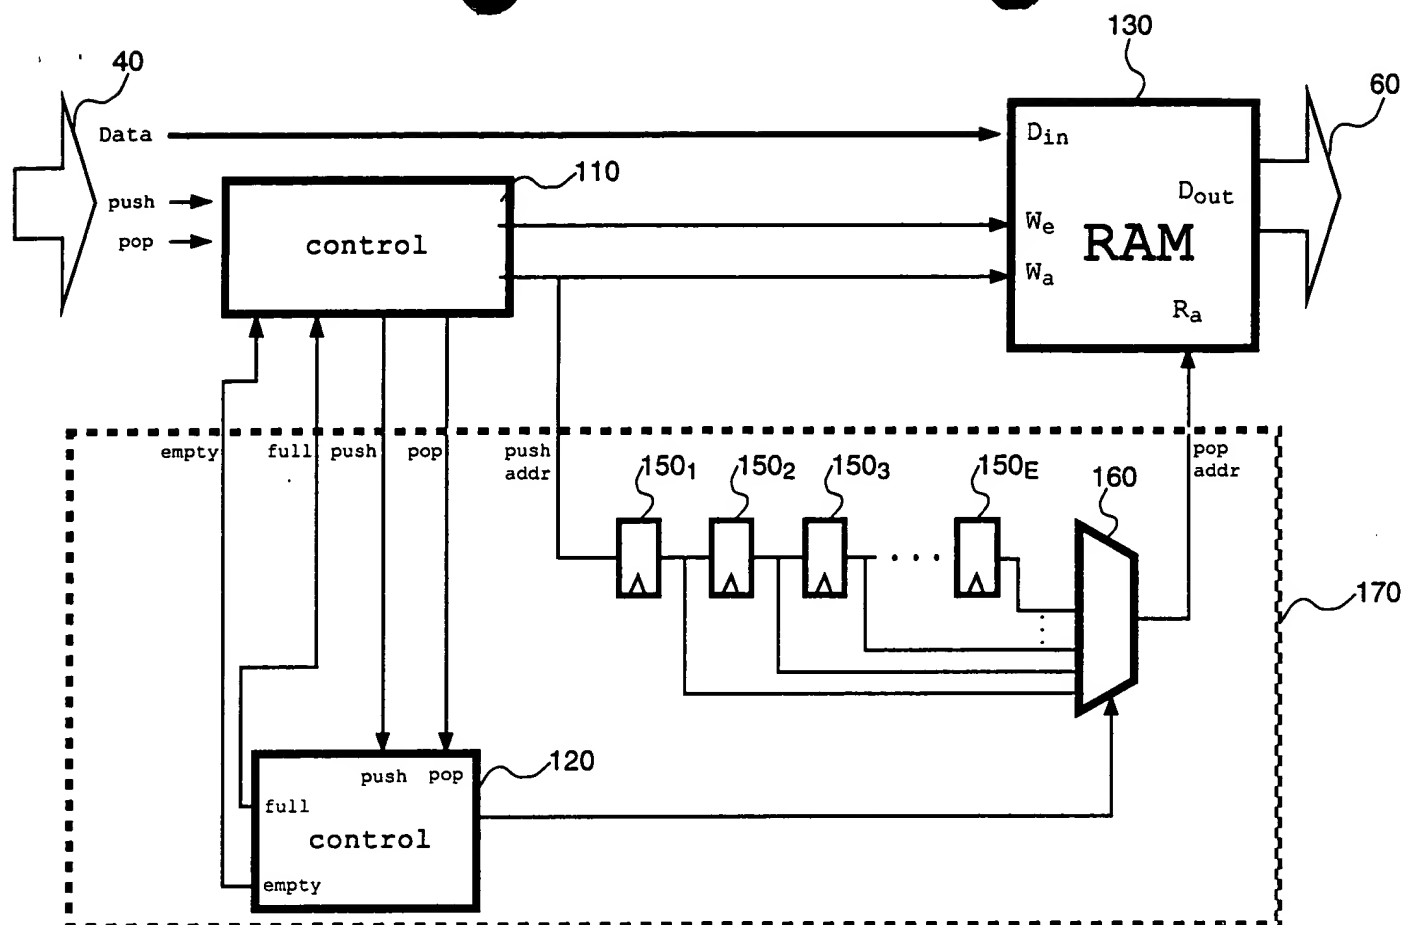 130
40
60
Data
Din
110
push
Dout
pop
control
We
RAM
Wa
Ra
empty
full
push
pop
push
addr
1501
1502
1503
150E
160
pop
addr
170
push
pop
120
full
control
empty